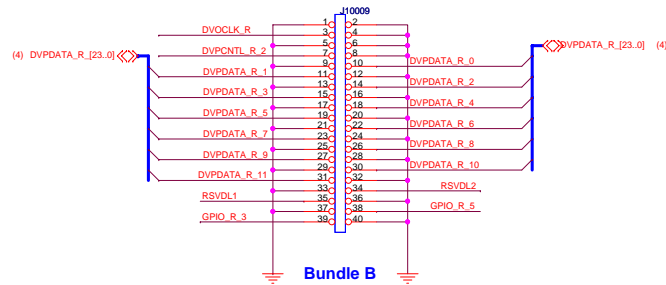 J10009
1 2
DVOCLK_R 3 4
5 6
DVPCNTL_R_2 7 8
(4) DVPDATA_R_[23..0] DVPDATA_R_[23..0] (4)
9 10 DVPDATA_R_0
DVPDATA_R_1 11 12
13 14 DVPDATA_R_2
DVPDATA_R_3 15 16
17 18 DVPDATA_R_4
DVPDATA_R_5 19 20
21 22 DVPDATA_R_6
DVPDATA_R_7 23 24
25 26 DVPDATA_R_8
DVPDATA_R_9 27 28
29 30 DVPDATA_R_10
DVPDATA_R_11 31 32
33 34 RSVDL2
RSVDL1 35 36
37 38 GPIO_R_5
GPIO_R_3 39 40
Bundle B